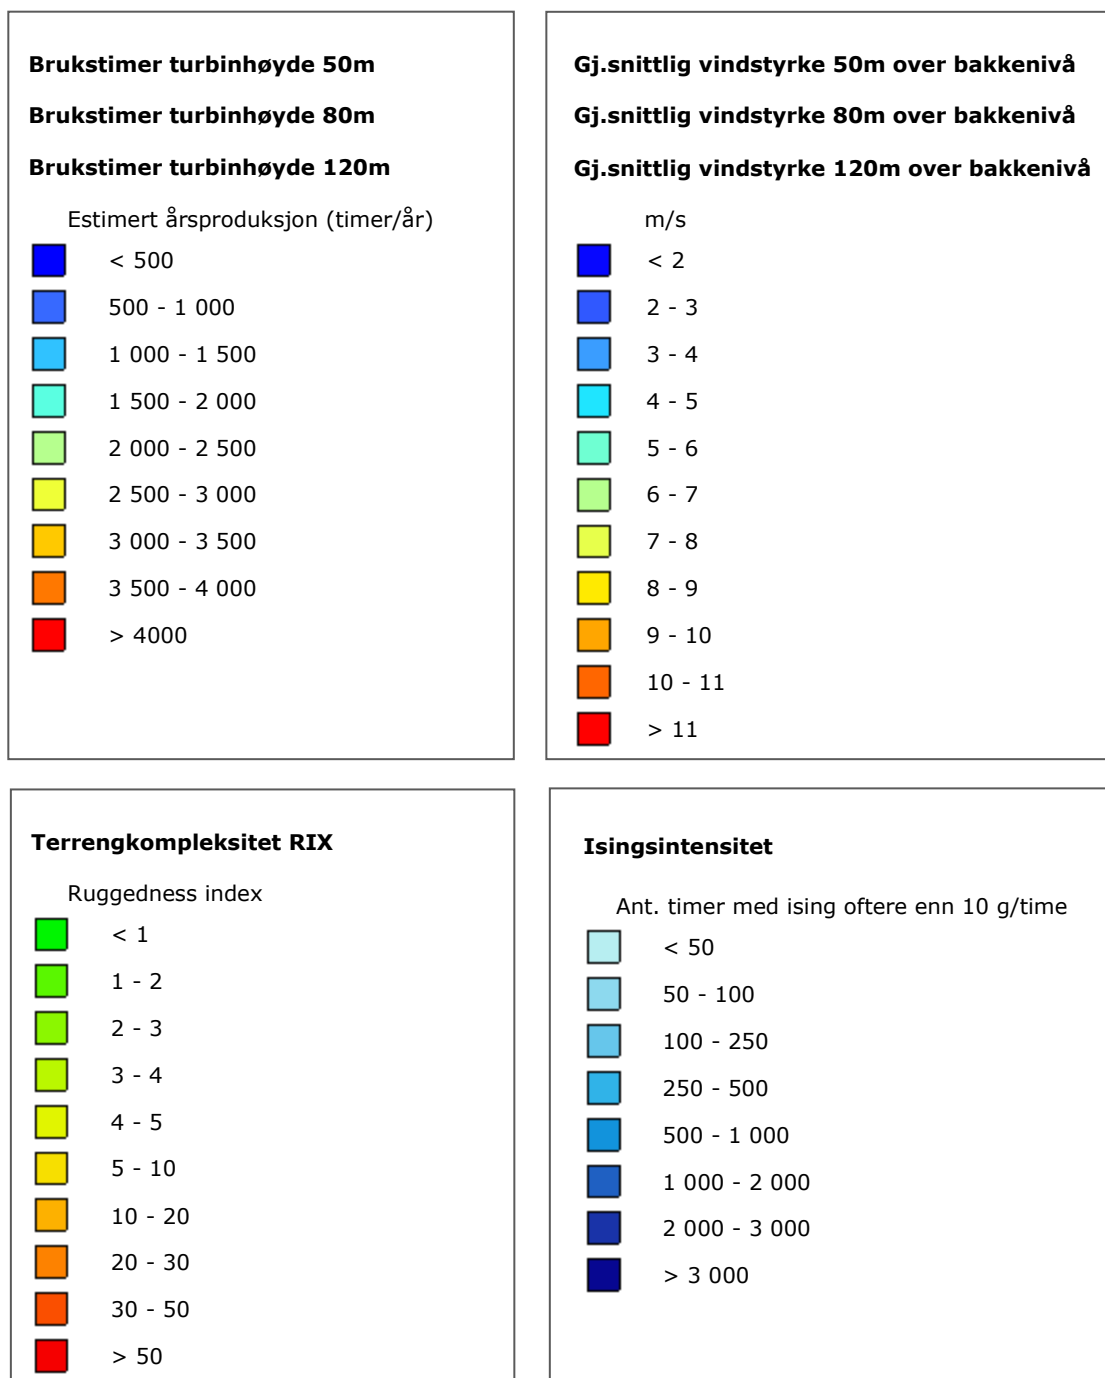 Brukstimer turbinhøyde 50m
Brukstimer turbinhøyde 80m
Brukstimer turbinhøyde 120m
Estimert årsproduksjon (timer/år)
< 500
500 - 1 000
1 000 - 1 500
1 500 - 2 000
2 000 - 2 500
2 500 - 3 000
3 000 - 3 500
3 500 - 4 000
> 4000
Gj.snittlig vindstyrke 50m over bakkenivå
Gj.snittlig vindstyrke 80m over bakkenivå
Gj.snittlig vindstyrke 120m over bakkenivå
m/s
< 2
2 - 3
3 - 4
4 - 5
5 - 6
6 - 7
7 - 8
8 - 9
9 - 10
10 - 11
> 11
Terrengkompleksitet RIX
Ruggedness index
< 1
1 - 2
2 - 3
3 - 4
4 - 5
5 - 10
10 - 20
20 - 30
30 - 50
> 50
Isingsintensitet
Ant. timer med ising oftere enn 10 g/time
< 50
50 - 100
100 - 250
250 - 500
500 - 1 000
1 000 - 2 000
2 000 - 3 000
> 3 000